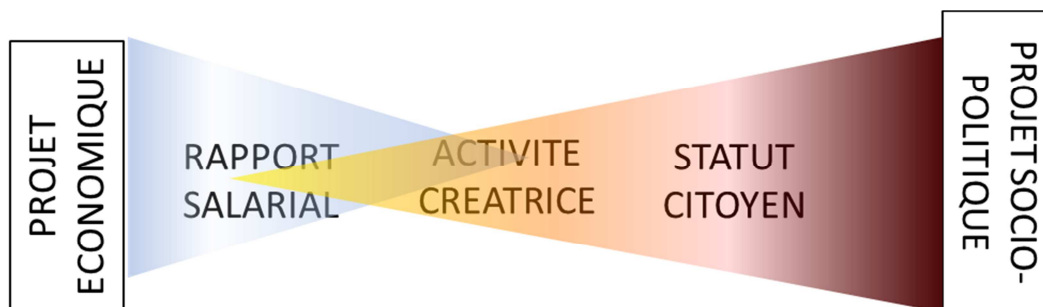 PROJET
ECONOMIQUE
RAPPORT
SALARIAL
ACTIVITE
CREATRICE
STATUT
CITOYEN
PROJET SOCIO-
POLITIQUE